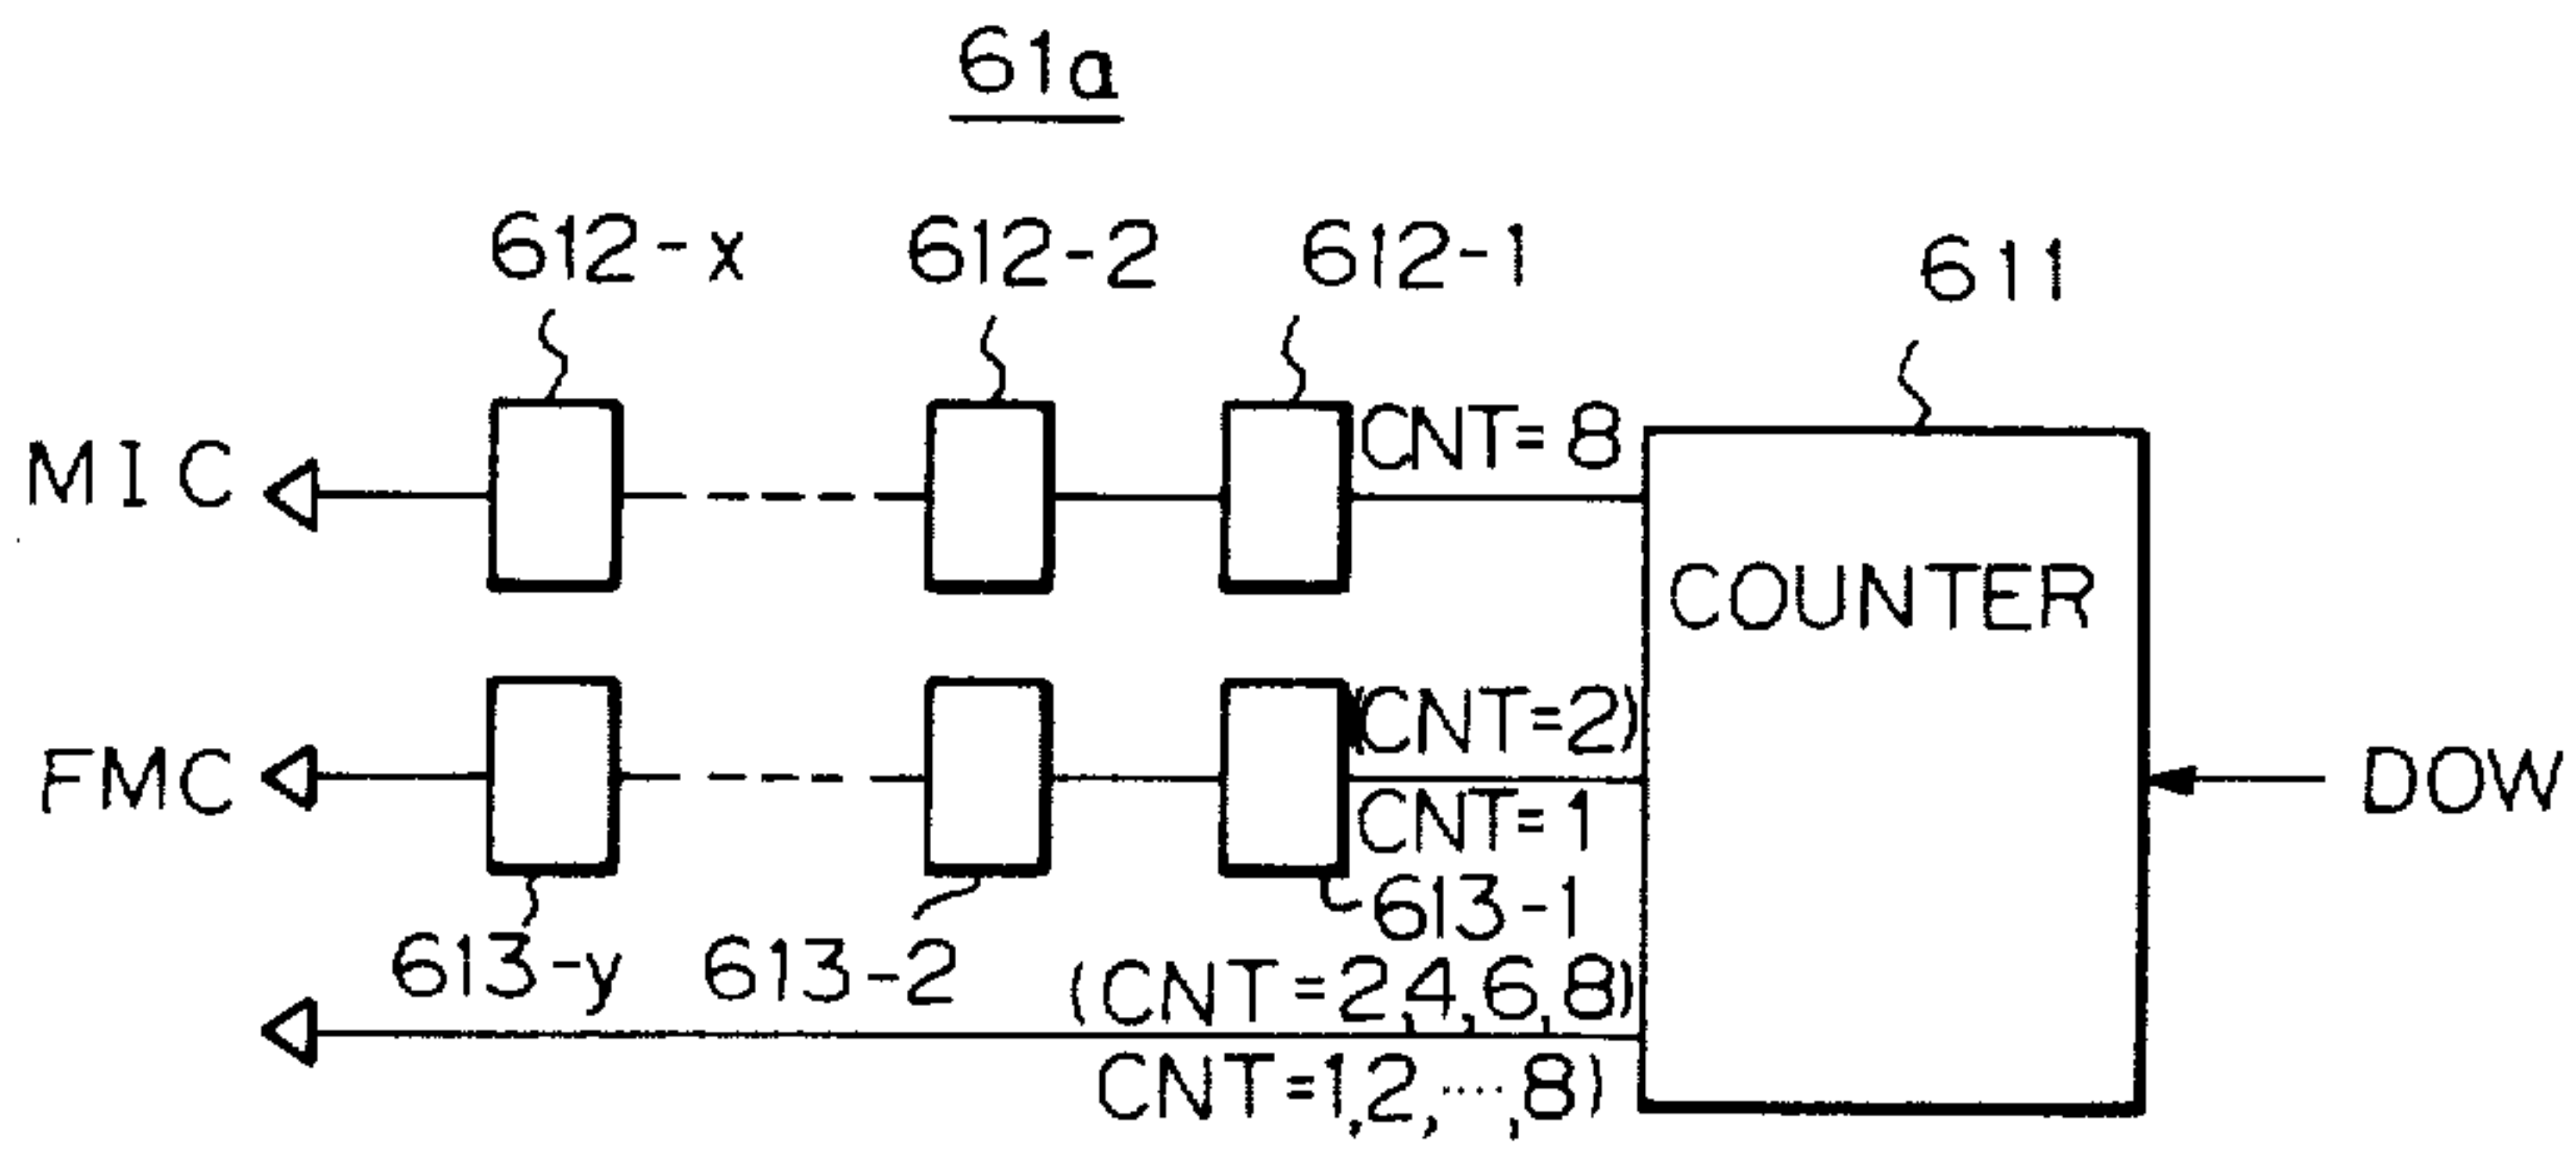 61a
612-x 612-2 612-1 611
CNT=8
MIC
COUNTER
(CNT=2)
FMC DOW
CNT=1
613-1
613-y 613-2 (CNT=2,4,6,8)
CNT=1,2,....,8)